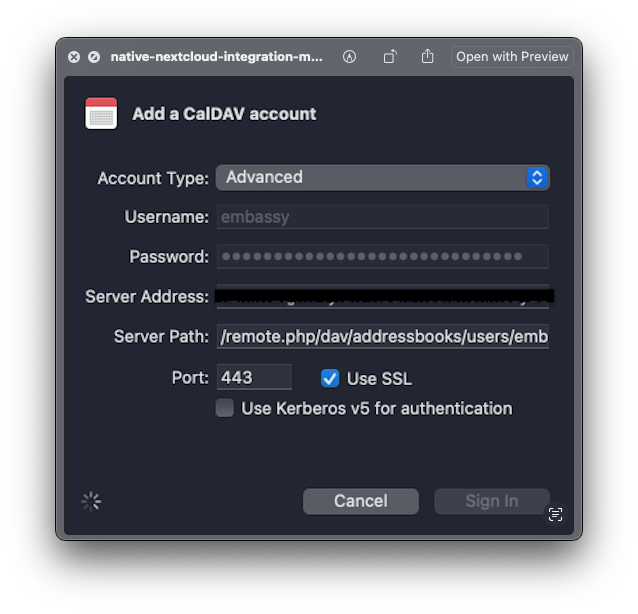 native-nextcloud-integration-m... Open with Preview
Add a CalDAV account
Account Type: Advanced
Username: embassy
Password: ●●●●●●●●●●●●●●●●●●●●●●●●●●●●●
Server Address:
Server Path: /remote.php/dav/addressbooks/users/emb
Port: 443 Use SSL
Use Kerberos v5 for authentication
Cancel Sign In